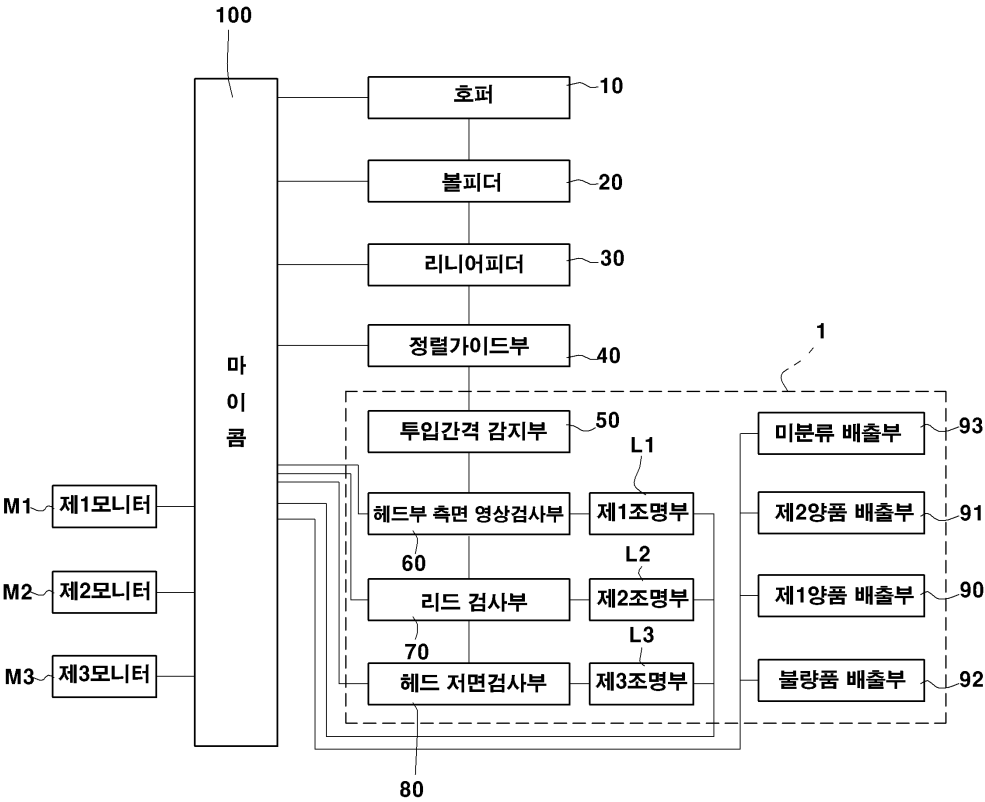 100
호퍼
10
볼피더
20
리니어피더
30
정렬가이드부
40
1
마이콤
투입간격 감지부
50
미분류 배출부
93
L1
M1
제1모니터
헤드부 측면 영상검사부
60
제1조명부
제2양품 배출부
91
L2
M2
제2모니터
리드 검사부
70
제2조명부
제1양품 배출부
90
L3
M3
제3모니터
헤드 저면검사부
80
제3조명부
불량품 배출부
92